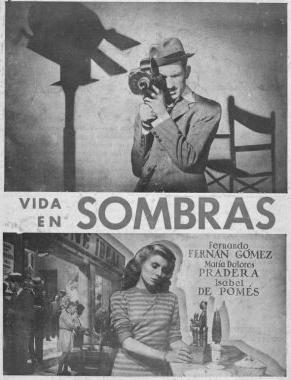 VIDA
EN
SOMBRAS
Fernando
FERNÁN GÓMEZ
María Dolores
PRADERA
Isabel
DE POMÉS